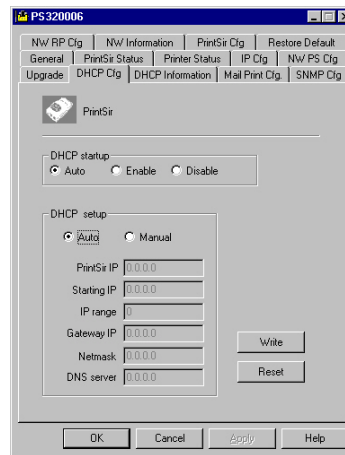 PS320006
NW RP Cfg NW Information PrintSir Cfg Restore Default
General PrintSir Status Printer Status IP Cfg NW PS Cfg
Upgrade DHCP Cfg DHCP Information Mail Print Cfg. SNMP Cfg
PrintSir
DHCP startup
Auto Enable Disable
DHCP setup
Auto Manual
PrintSir IP 0.0.0.0
Starting IP 0.0.0.0
IP range 0
Gateway IP 0.0.0.0
Write
Netmask 0.0.0.0
Reset
DNS server 0.0.0.0
OK Cancel Apply Help